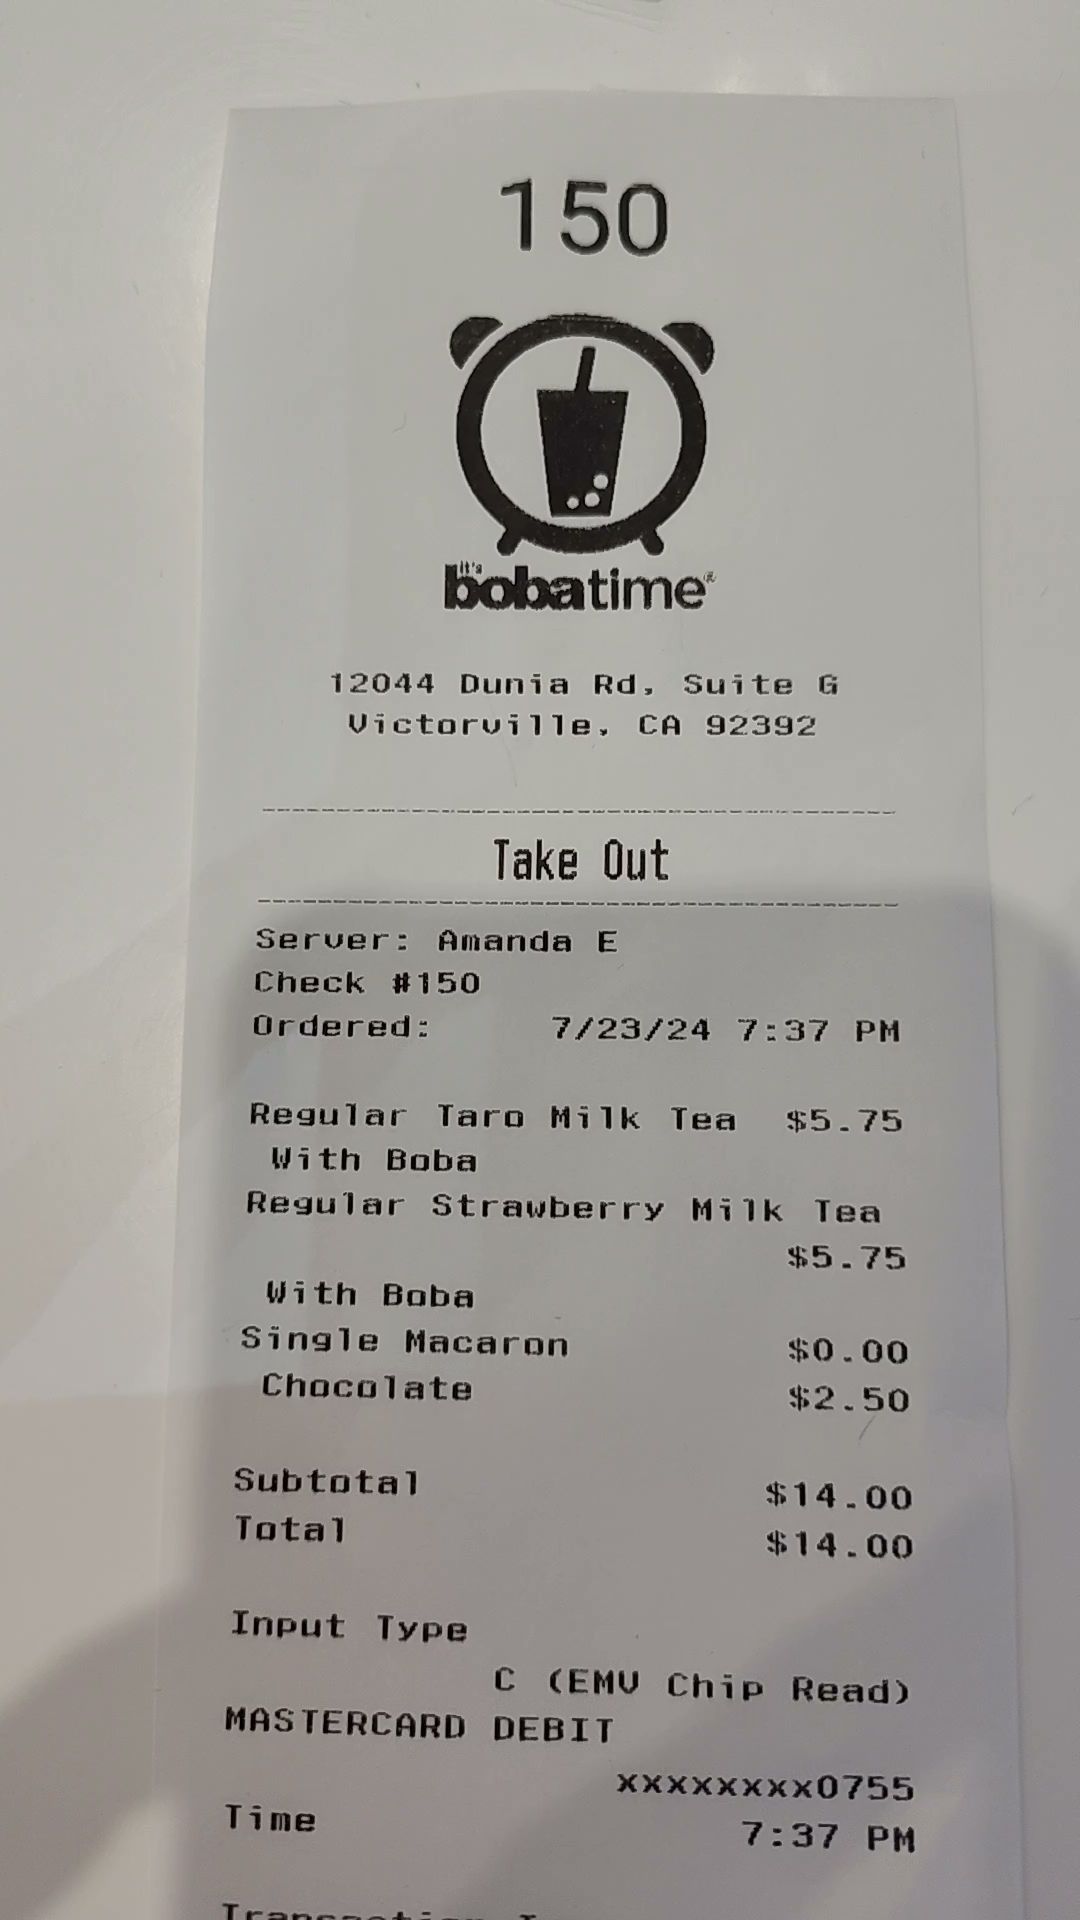 150
it's
bobatime®
12044 Dunia Rd, Suite G
Victorville, CA 92392
Take Out
Server: Amanda E
Check #150
Ordered: 7/23/24 7:37 PM
Regular Taro Milk Tea $5.75
With Boba
Regular Strawberry Milk Tea
$5.75
With Boba
Single Macaron $0.00
Chocolate $2.50
Subtotal $14.00
Total $14.00
Input Type
C (EMV Chip Read)
MASTERCARD DEBIT
xxxxxxxx0755
Time 7:37 PM